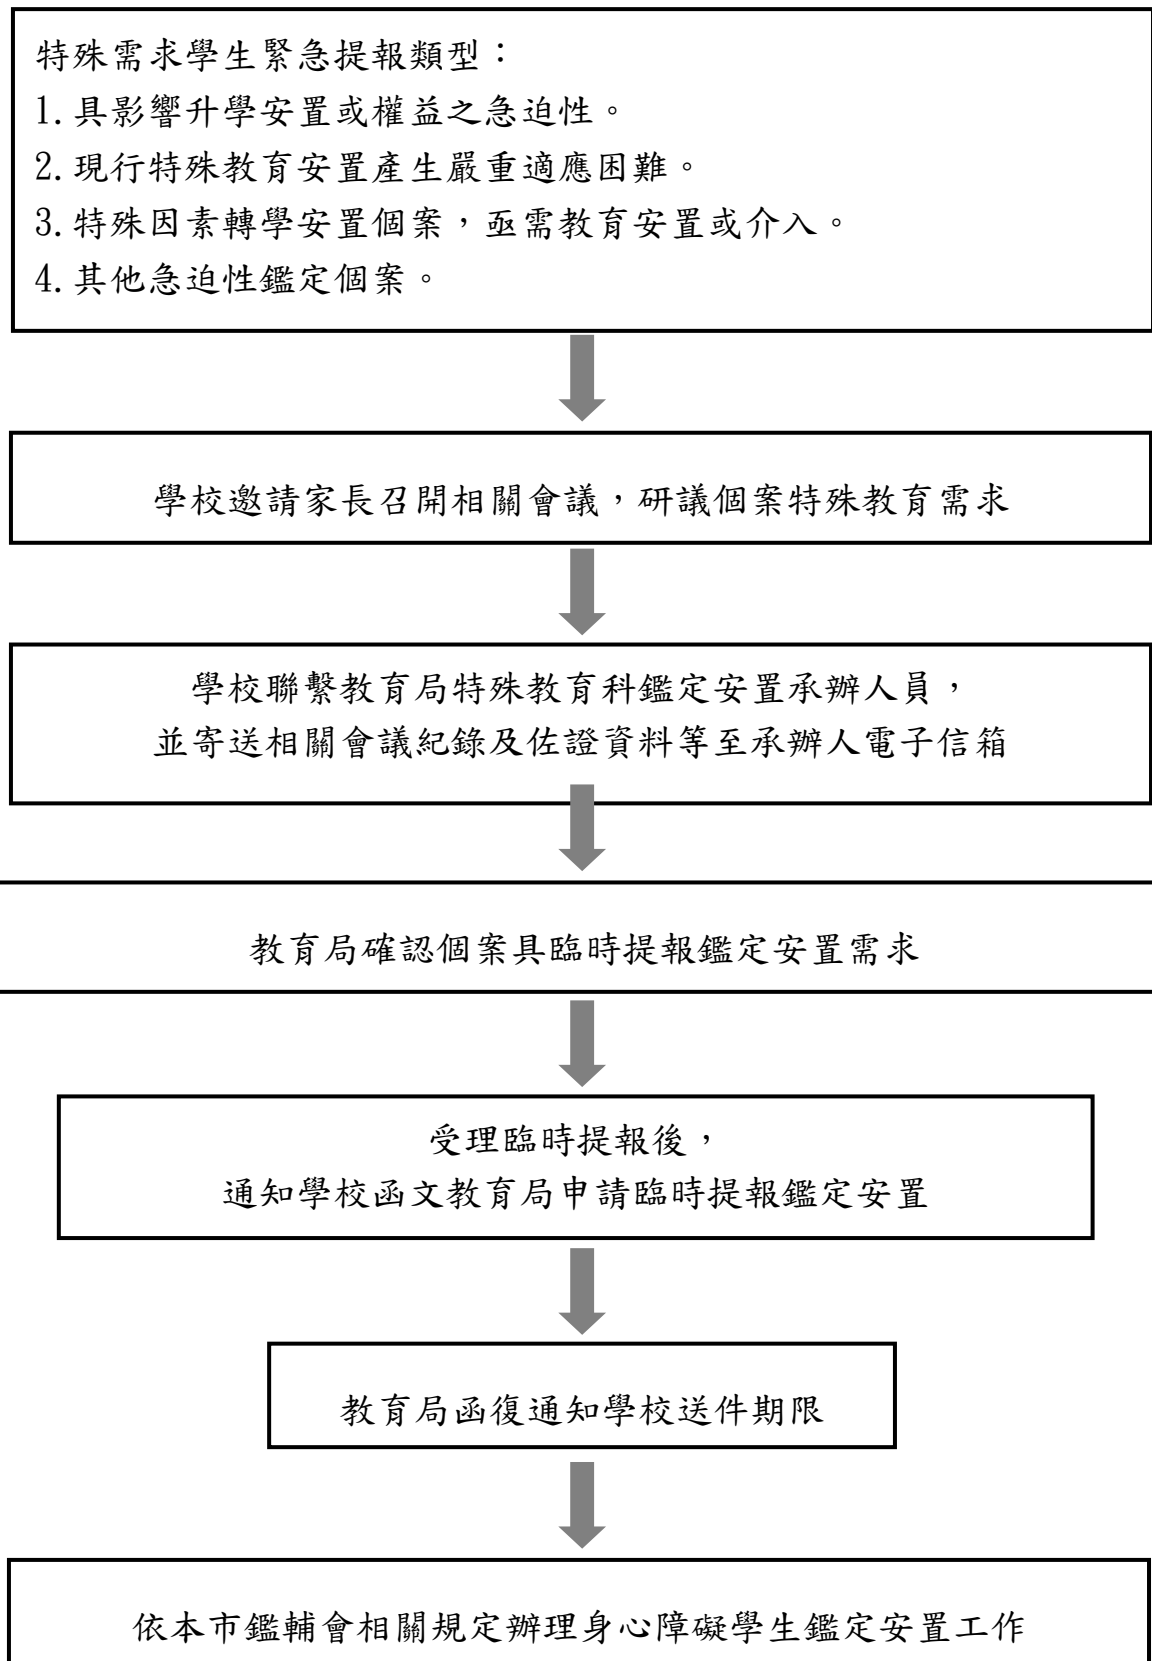 特殊需求學生緊急提報類型：
1.具影響升學安置或權益之急迫性。
2.現行特殊教育安置產生嚴重適應困難。
3.特殊因素轉學安置個案，亟需教育安置或介入。
4.其他急迫性鑑定個案。
學校邀請家長召開相關會議，研議個案特殊教育需求
學校聯繫教育局特殊教育科鑑定安置承辦人員，
並寄送相關會議紀錄及佐證資料等至承辦人電子信箱
教育局確認個案具臨時提報鑑定安置需求
受理臨時提報後，
通知學校函文教育局申請臨時提報鑑定安置
教育局函復通知學校送件期限
依本市鑑輔會相關規定辦理身心障礙學生鑑定安置工作